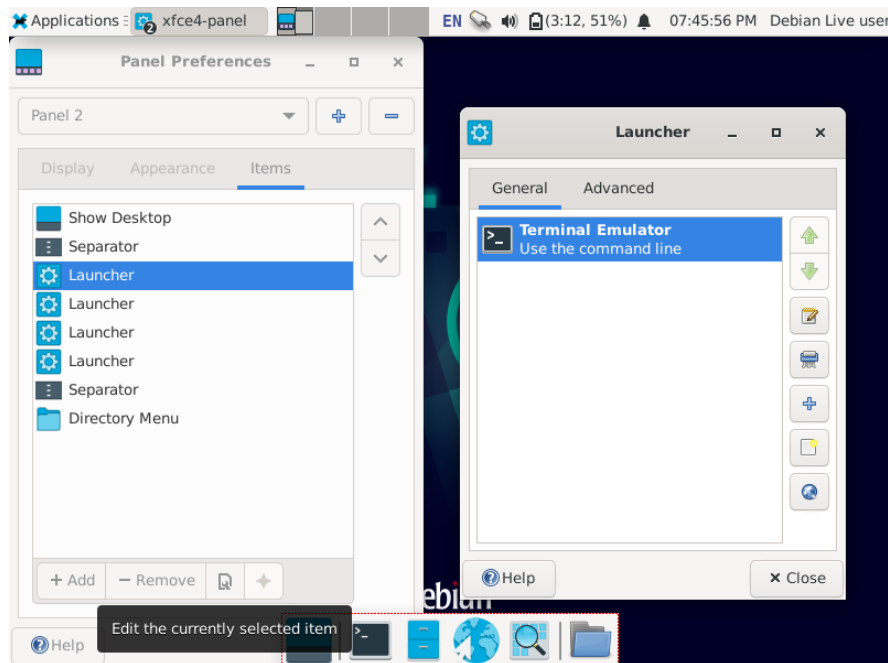 Applications
xfce4-panel
2
EN
(3:12, 51%)
07:45:56 PM
Debian Live user
Panel Preferences
Panel 2
Display
Appearance
Items
Show Desktop
Separator
Launcher
Launcher
Launcher
Launcher
Separator
Directory Menu
Add
Remove
Edit the currently selected item
Help
Launcher
General
Advanced
Terminal Emulator
Use the command line
Help
Close